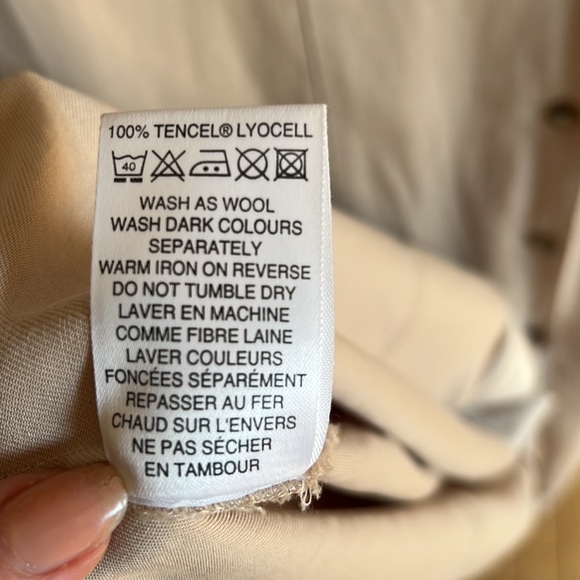 100% TENCEL® LYOCELL
40
WASH AS WOOL
WASH DARK COLOURS
SEPARATELY
WARM IRON ON REVERSE
DO NOT TUMBLE DRY
LAVER EN MACHINE
COMME FIBRE LAINE
LAVER COULEURS
FONCÉES SÉPARÉMENT
REPASSER AU FER
CHAUD SUR L'ENVERS
NE PAS SÉCHER
EN TAMBOUR